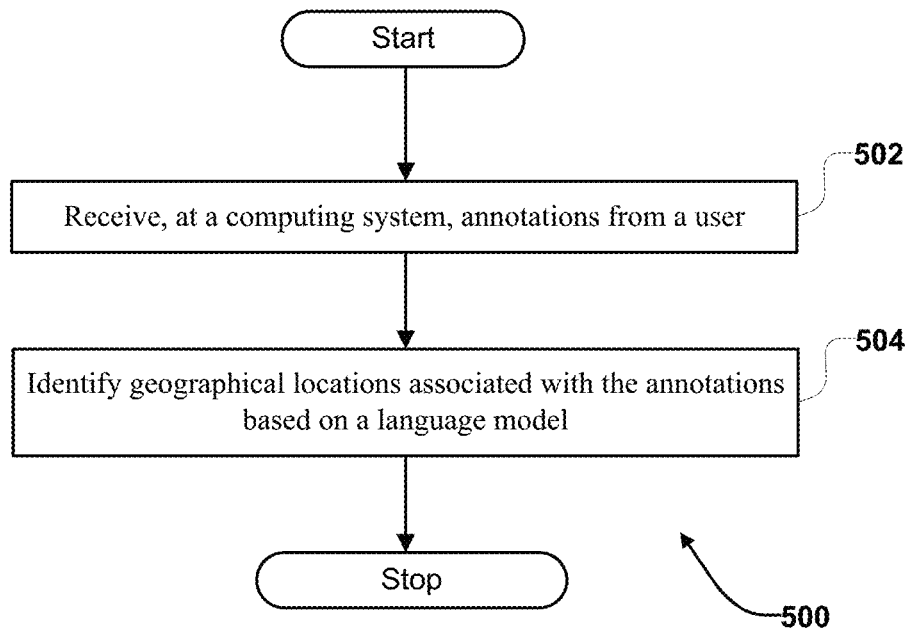 Start
502
Receive, at a computing system, annotations from a user
504
Identify geographical locations associated with the annotations
based on a language model
Stop
500